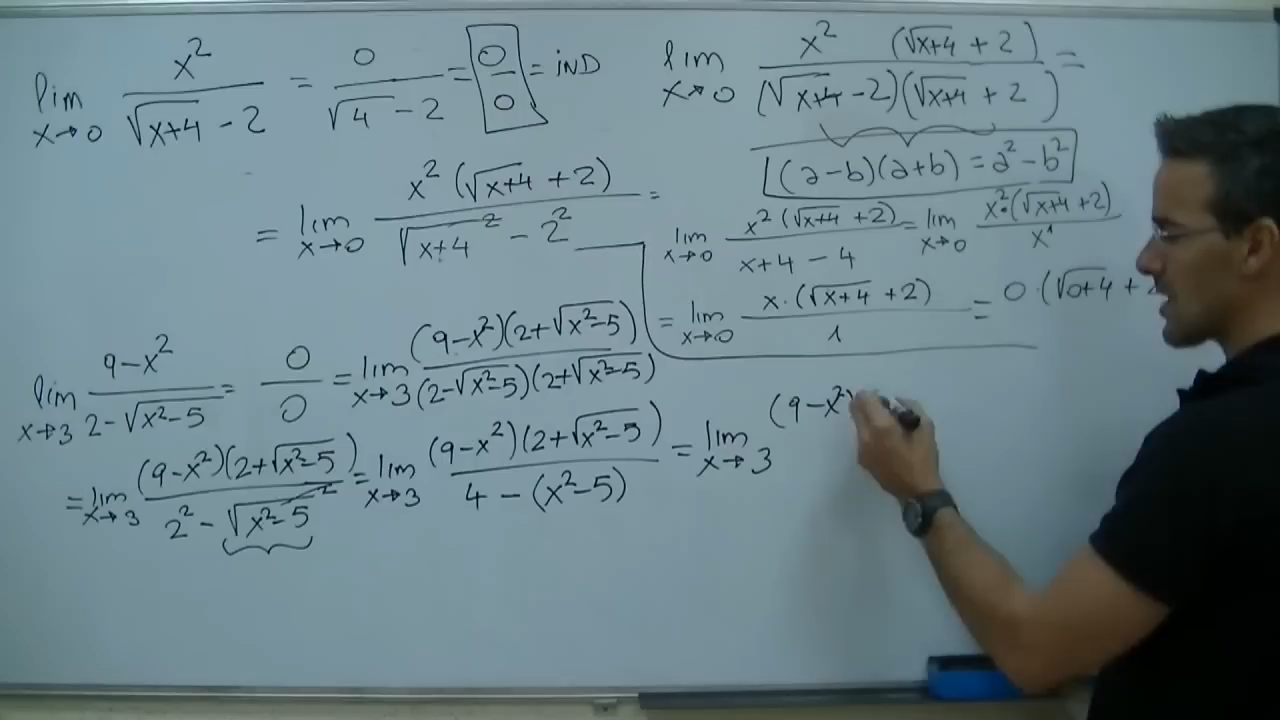 lim x→0 x² / (√(x+4) - 2) = 0 / (√4 - 2) = 0/0 = iND
lim x→0 x² (√(x+4) + 2) / (√(x+4) - 2)(√(x+4) + 2) =
(a-b)(a+b) = a² - b²
= lim x→0 x² (√(x+4) + 2) / (√(x+4)² - 2²) =
lim x→0 x² (√(x+4) + 2) / (x+4-4) = lim x→0 x²·(√(x+4) + 2) / x¹
= lim x→0 x·(√(x+4) + 2) / 1 = 0·(√(0+4) +
lim x→3 (9-x²) / (2-√(x²-5)) = 0/0 = lim x→3 (9-x²)(2+√(x²-5)) / (2-√(x²-5))(2+√(x²-5))
= lim x→3 (9-x²)(2+√(x²-5)) / (2² - √(x²-5)²) = lim x→3 (9-x²)(2+√(x²-5)) / (4-(x²-5)) = lim x→3 (9-x²)